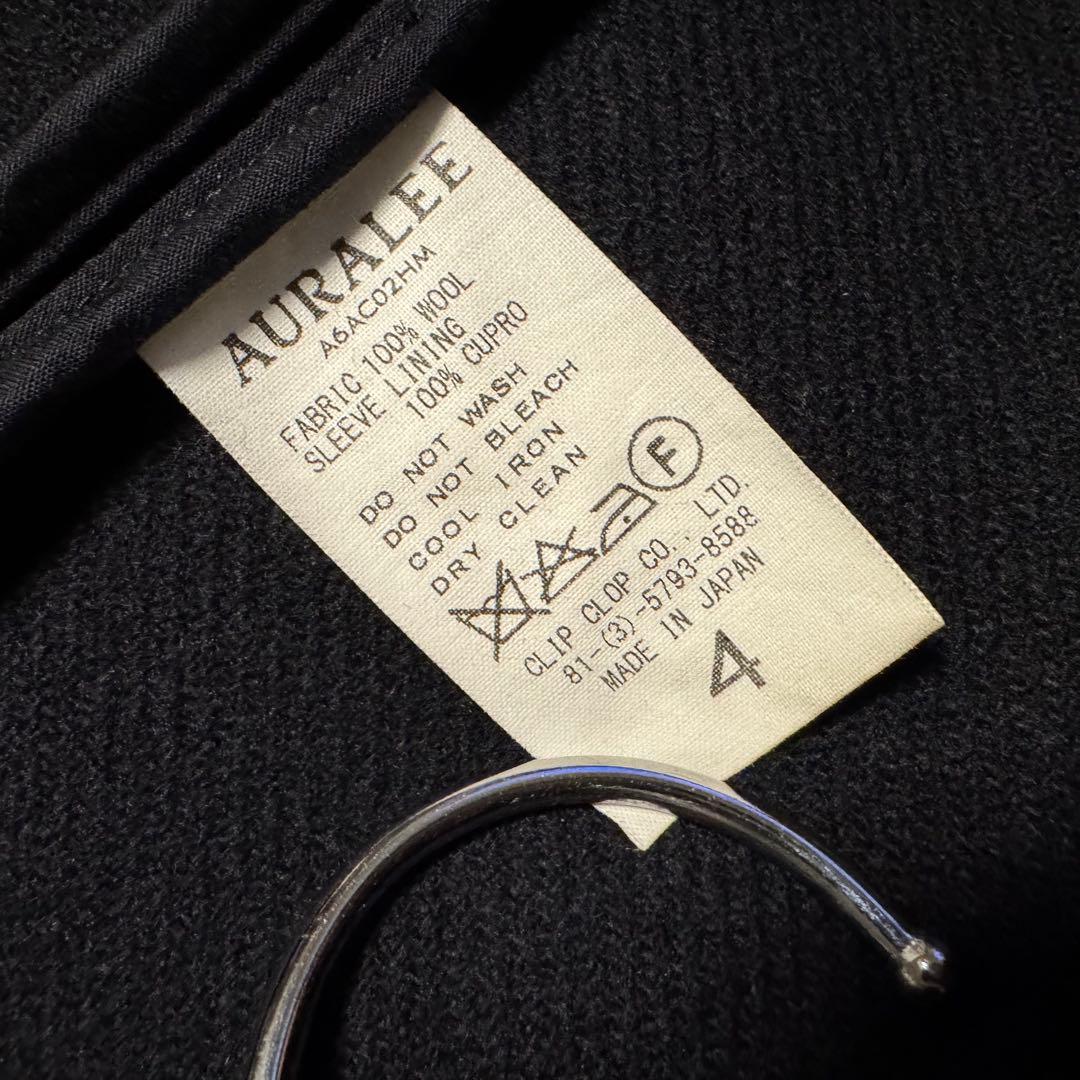 AURALEE
A6AC02HM
FABRIC 100% WOOL
SLEEVE LINING
100% CUPRO
DO NOT WASH
DO NOT BLEACH
COOL IRON
DRY CLEAN
F
CLIP CLOP CO., LTD.
81-(3)-5793-8588
MADE IN JAPAN
4